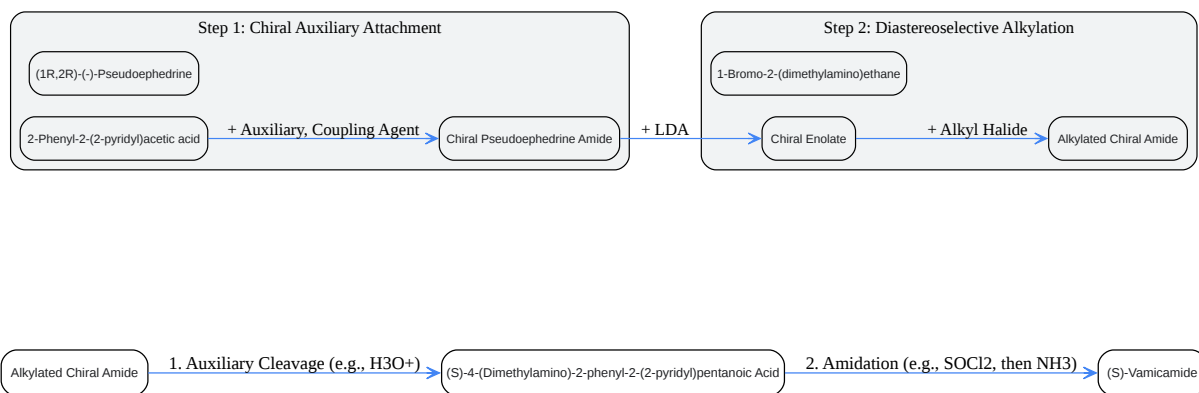 Step 1: Chiral Auxiliary Attachment
(1R,2R)-(-)-Pseudoephedrine
2-Phenyl-2-(2-pyridyl)acetic acid
+ Auxiliary, Coupling Agent
Chiral Pseudoephedrine Amide
+ LDA
Step 2: Diastereoselective Alkylation
1-Bromo-2-(dimethylamino)ethane
Chiral Enolate
+ Alkyl Halide
Alkylated Chiral Amide
Alkylated Chiral Amide
1. Auxiliary Cleavage (e.g., H3O+)
(S)-4-(Dimethylamino)-2-phenyl-2-(2-pyridyl)pentanoic Acid
2. Amidation (e.g., SOCl2, then NH3)
(S)-Vamicamide